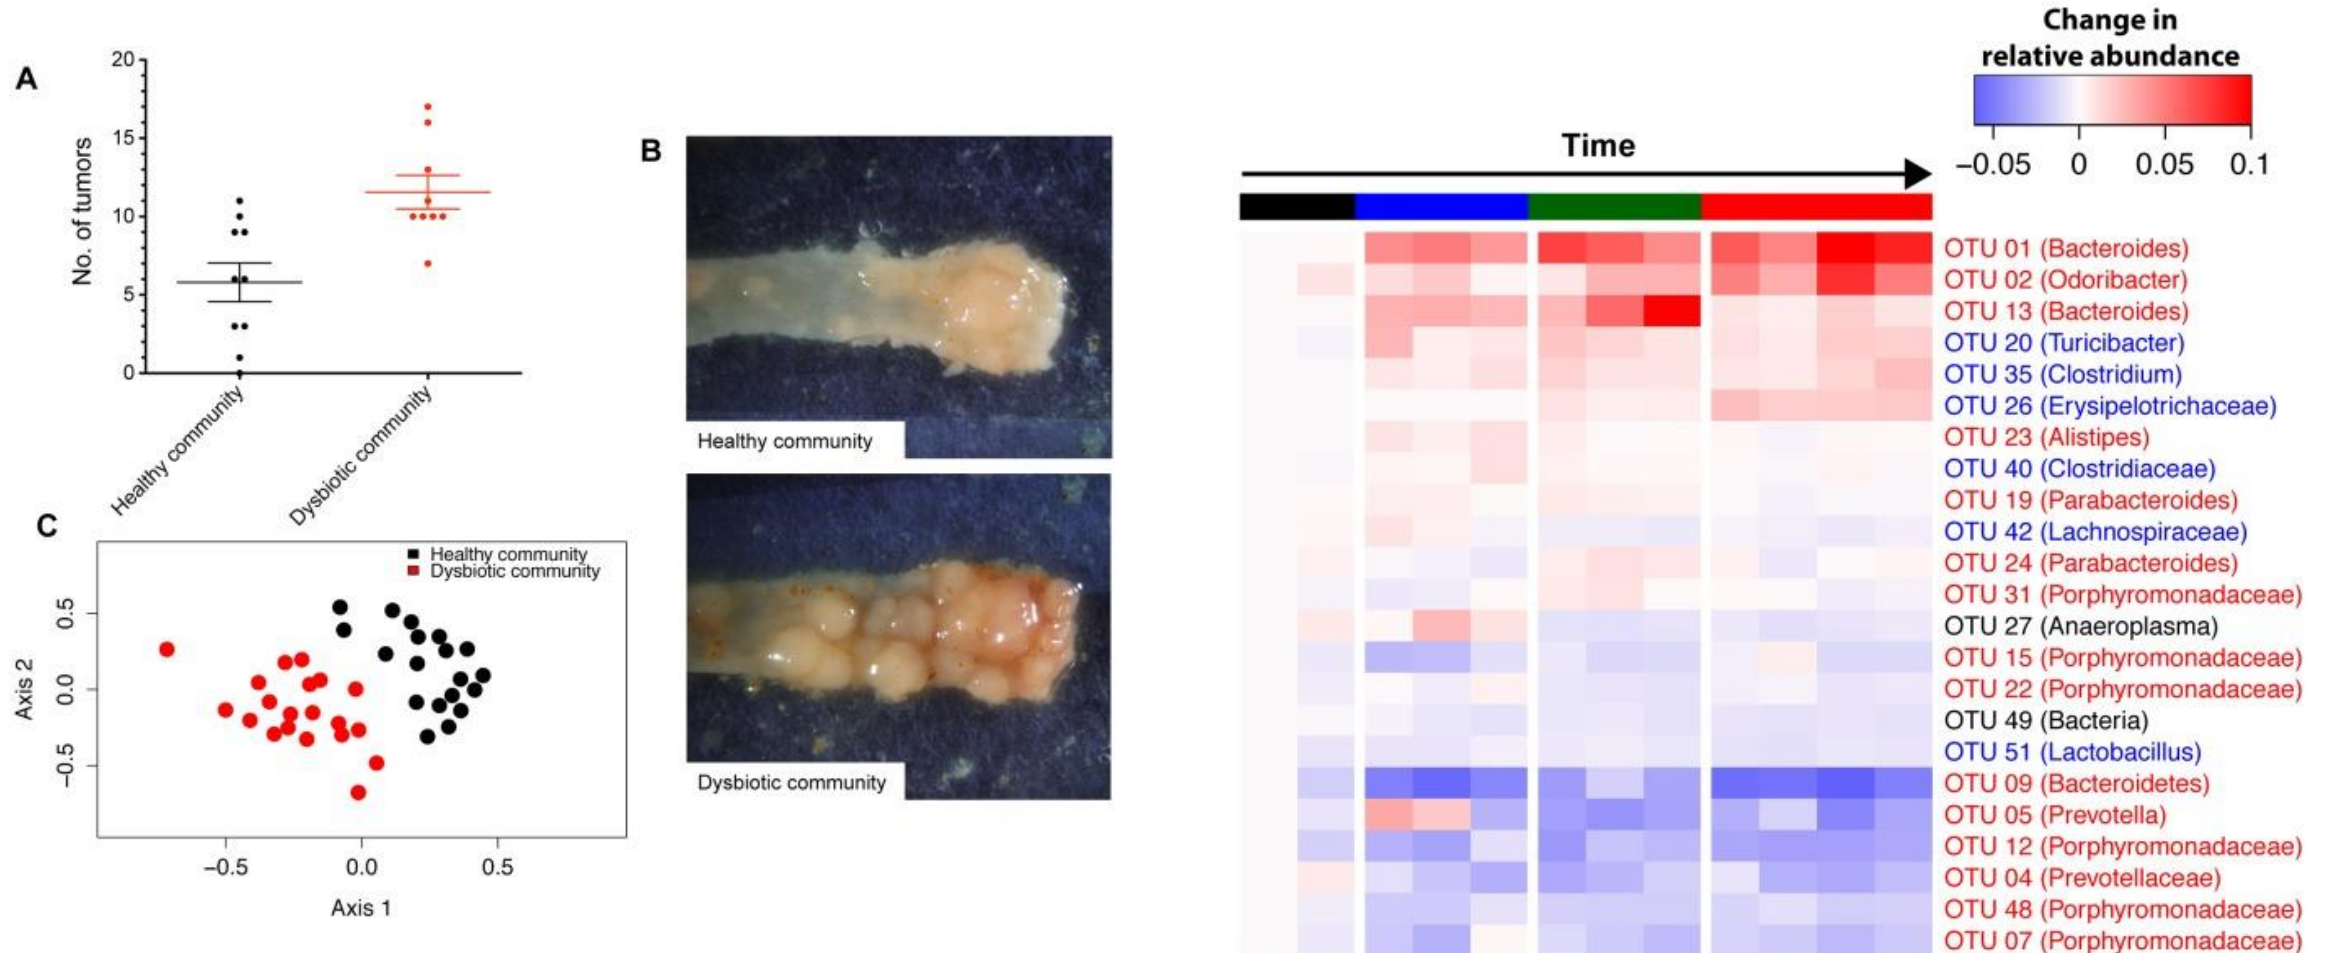 A
20
15
10
5
0
No. of tumors
Healthy community
Dysbiotic community
B
Healthy community
Dysbiotic community
C
Healthy community
Dysbiotic community
0.5
0.0
−0.5
Axis 2
−0.5
0.0
0.5
Axis 1
Change in
relative abundance
−0.05
0
0.05
0.1
Time
OTU 01 (Bacteroides)
OTU 02 (Odoribacter)
OTU 13 (Bacteroides)
OTU 20 (Turicibacter)
OTU 35 (Clostridium)
OTU 26 (Erysipelotrichaceae)
OTU 23 (Alistipes)
OTU 40 (Clostridiaceae)
OTU 19 (Parabacteroides)
OTU 42 (Lachnospiraceae)
OTU 24 (Parabacteroides)
OTU 31 (Porphyromonadaceae)
OTU 27 (Anaeroplasma)
OTU 15 (Porphyromonadaceae)
OTU 22 (Porphyromonadaceae)
OTU 49 (Bacteria)
OTU 51 (Lactobacillus)
OTU 09 (Bacteroidetes)
OTU 05 (Prevotella)
OTU 12 (Porphyromonadaceae)
OTU 04 (Prevotellaceae)
OTU 48 (Porphyromonadaceae)
OTU 07 (Porphyromonadaceae)